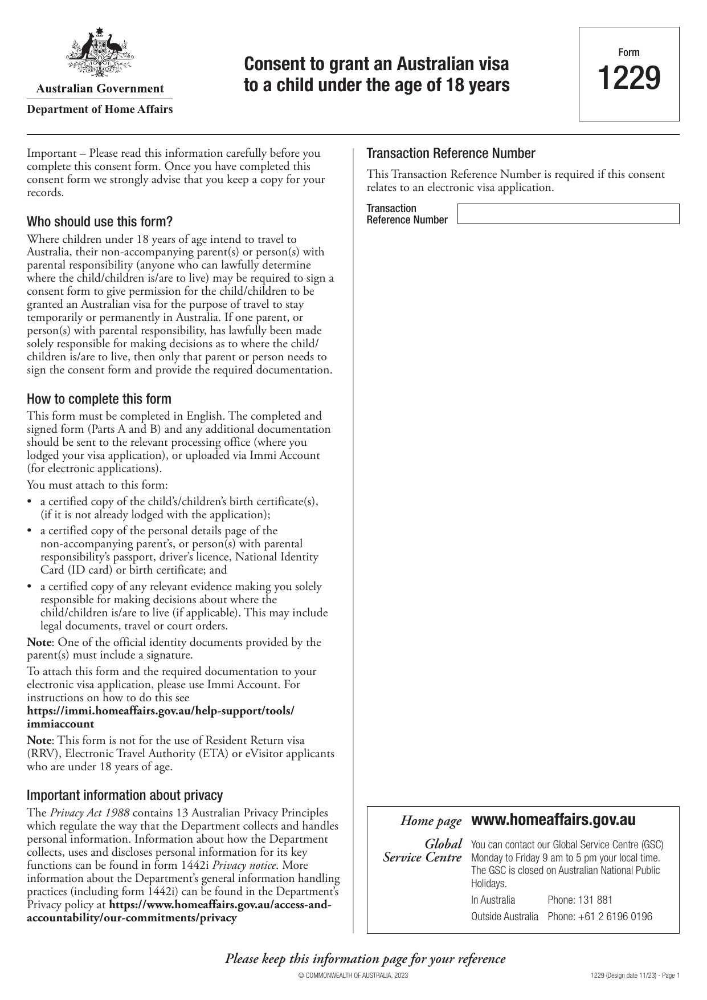 AUSTRALIA
Australian Government
Department of Home Affairs
Consent to grant an Australian visa
to a child under the age of 18 years
Form
1229
Important – Please read this information carefully before you
complete this consent form. Once you have completed this
consent form we strongly advise that you keep a copy for your
records.
Who should use this form?
Where children under 18 years of age intend to travel to
Australia, their non-accompanying parent(s) or person(s) with
parental responsibility (anyone who can lawfully determine
where the child/children is/are to live) may be required to sign a
consent form to give permission for the child/children to be
granted an Australian visa for the purpose of travel to stay
temporarily or permanently in Australia. If one parent, or
person(s) with parental responsibility, has lawfully been made
solely responsible for making decisions as to where the child/
children is/are to live, then only that parent or person needs to
sign the consent form and provide the required documentation.
How to complete this form
This form must be completed in English. The completed and
signed form (Parts A and B) and any additional documentation
should be sent to the relevant processing office (where you
lodged your visa application), or uploaded via Immi Account
(for electronic applications).
You must attach to this form:
• a certified copy of the child's/children's birth certificate(s),
(if it is not already lodged with the application);
• a certified copy of the personal details page of the
non-accompanying parent's, or person(s) with parental
responsibility's passport, driver's licence, National Identity
Card (ID card) or birth certificate; and
• a certified copy of any relevant evidence making you solely
responsible for making decisions about where the
child/children is/are to live (if applicable). This may include
legal documents, travel or court orders.
Note: One of the official identity documents provided by the
parent(s) must include a signature.
To attach this form and the required documentation to your
electronic visa application, please use Immi Account. For
instructions on how to do this see
https://immi.homeaffairs.gov.au/help-support/tools/
immiaccount
Note: This form is not for the use of Resident Return visa
(RRV), Electronic Travel Authority (ETA) or eVisitor applicants
who are under 18 years of age.
Important information about privacy
The Privacy Act 1988 contains 13 Australian Privacy Principles
which regulate the way that the Department collects and handles
personal information. Information about how the Department
collects, uses and discloses personal information for its key
functions can be found in form 1442i Privacy notice. More
information about the Department's general information handling
practices (including form 1442i) can be found in the Department's
Privacy policy at https://www.homeaffairs.gov.au/access-and-
accountability/our-commitments/privacy
Transaction Reference Number
This Transaction Reference Number is required if this consent
relates to an electronic visa application.
Transaction
Reference Number
Home page www.homeaffairs.gov.au
Global
Service Centre
You can contact our Global Service Centre (GSC)
Monday to Friday 9 am to 5 pm your local time.
The GSC is closed on Australian National Public
Holidays.
In Australia Phone: 131 881
Outside Australia Phone: +61 2 6196 0196
Please keep this information page for your reference
© COMMONWEALTH OF AUSTRALIA, 2023
1229 (Design date 11/23) - Page 1